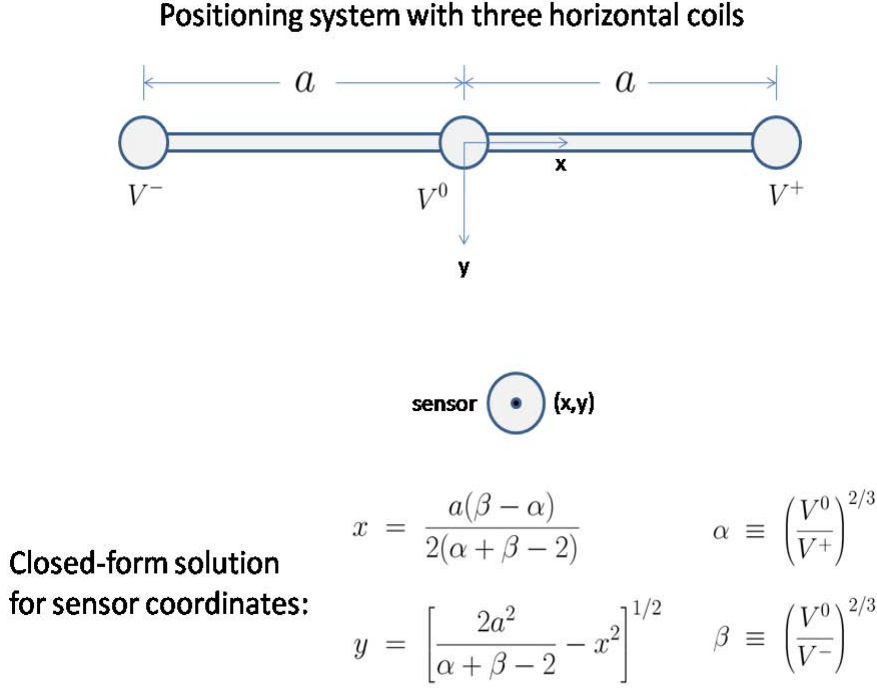 Positioning system with three horizontal coils
a a
V⁻ V⁰ V⁺
x
y
sensor (x,y)
x = a(β − α) / 2(α + β − 2) α ≡ (V⁰/V⁺)^2/3
Closed-form solution
for sensor coordinates:
y = [2a² / α + β − 2 − x²]^1/2 β ≡ (V⁰/V⁻)^2/3